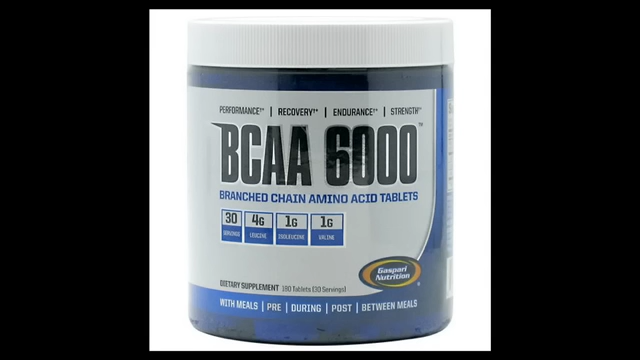 PERFORMANCE†* | RECOVERY†* | ENDURANCE†* | STRENGTH†*
BCAA 6000™
BRANCHED CHAIN AMINO ACID TABLETS
30 4G 1G 1G
SERVINGS LEUCINE ISOLEUCINE VALINE
Gaspari
Nutrition®
DIETARY SUPPLEMENT 180 Tablets (30 Servings)
WITH MEALS | PRE | DURING | POST | BETWEEN MEALS